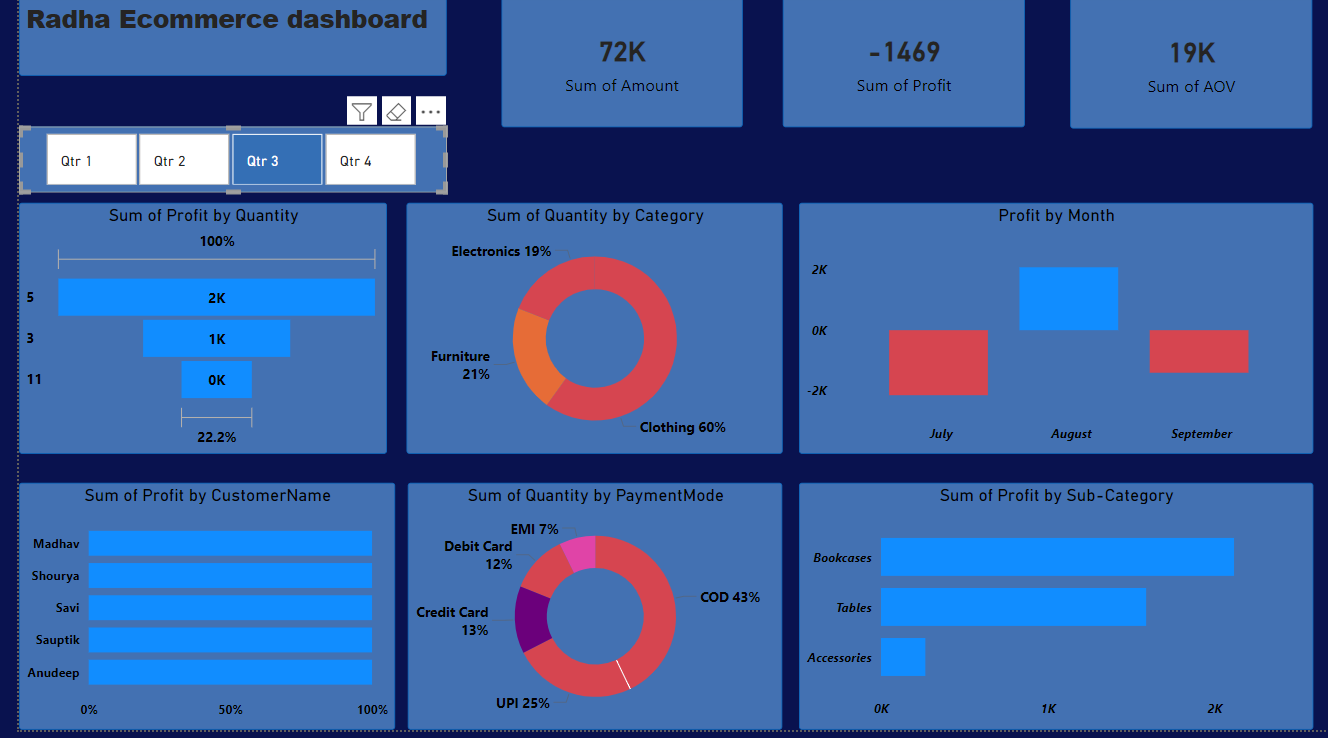 Radha Ecommerce dashboard
72K
Sum of Amount
-1469
Sum of Profit
19K
Sum of AOV
Qtr 1
Qtr 2
Qtr 3
Qtr 4
Sum of Profit by Quantity
100%
5
2K
3
1K
11
0K
22.2%
Sum of Quantity by Category
Electronics 19%
Furniture
21%
Clothing 60%
Profit by Month
2K
0K
-2K
July
August
September
Sum of Profit by CustomerName
Madhav
Shourya
Savi
Sauptik
Anudeep
0%
50%
100%
Sum of Quantity by PaymentMode
EMI 7%
Debit Card
12%
COD 43%
Credit Card
13%
UPI 25%
Sum of Profit by Sub-Category
Bookcases
Tables
Accessories
0K
1K
2K